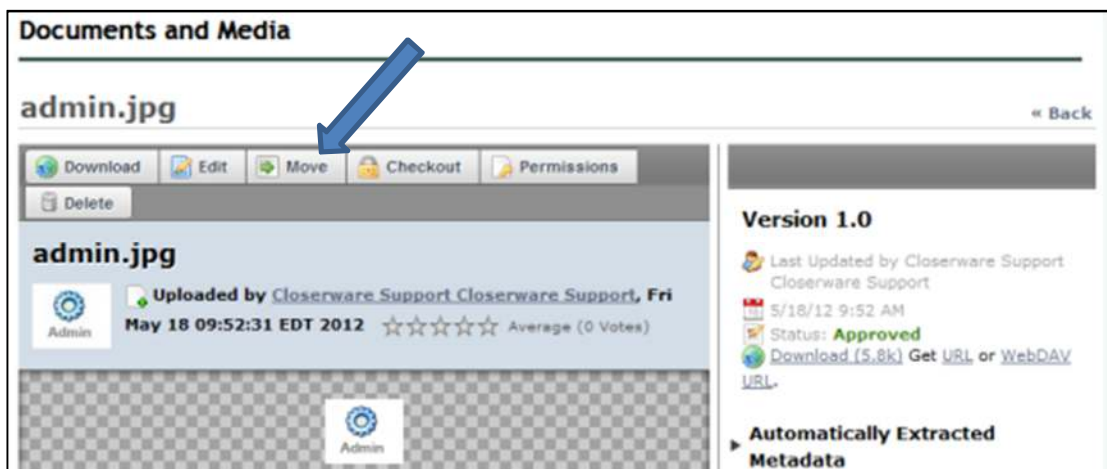 Documents and Media
admin.jpg
« Back
Download Edit Move Checkout Permissions
Delete
admin.jpg
Uploaded by Closerware Support Closerware Support, Fri
May 18 09:52:31 EDT 2012 Average (0 Votes)
Admin
Admin
Version 1.0
Last Updated by Closerware Support
Closerware Support
5/18/12 9:52 AM
Status: Approved
Download (5.8k) Get URL or WebDAV
URL.
Automatically Extracted
Metadata